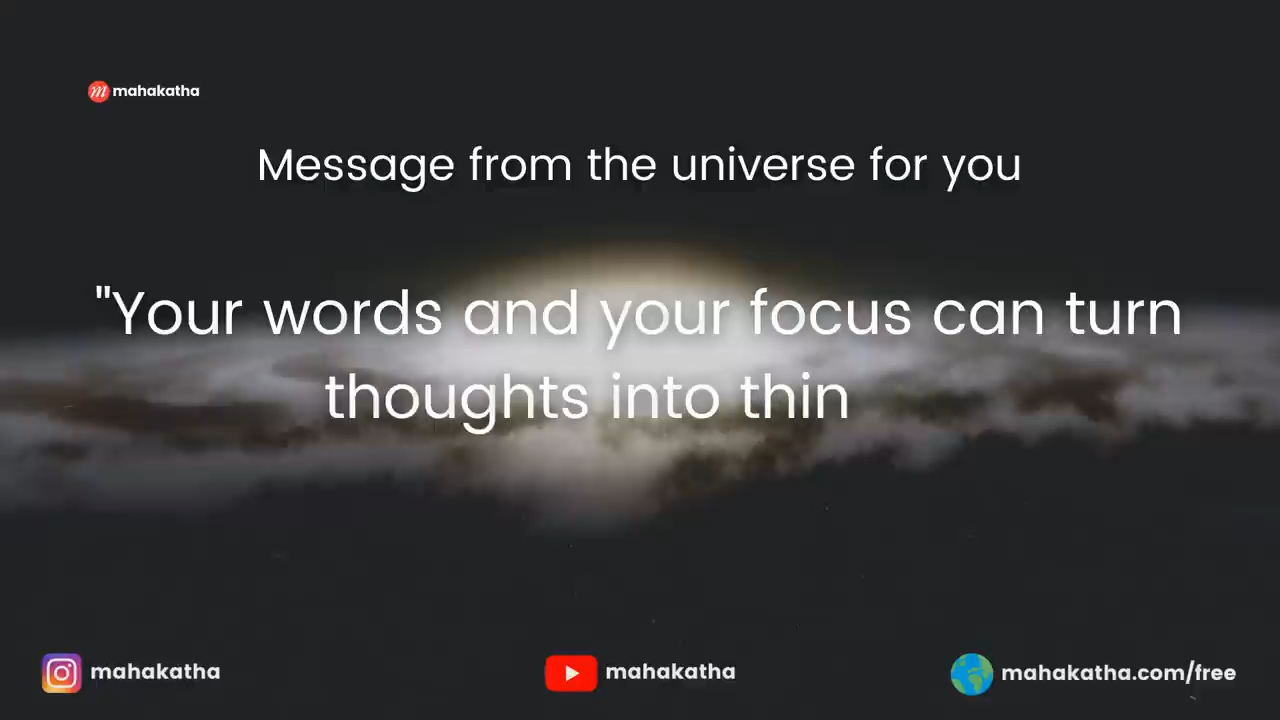 mahakatha
Message from the universe for you
"Your words and your focus can turn
thoughts into thin
mahakatha
mahakatha
mahakatha.com/free